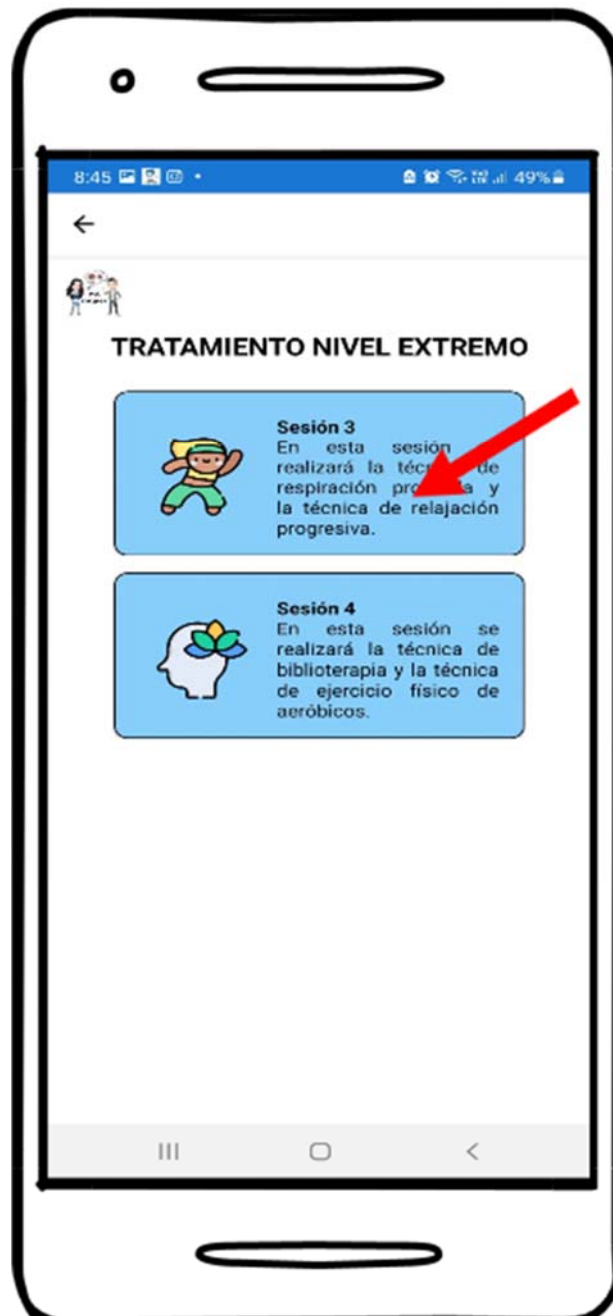 8:45
49%
TRATAMIENTO NIVEL EXTREMO
Sesión 3
En esta sesión
realizará la técnica de
respiración y
la técnica de relajación
progresiva.
Sesión 4
En esta sesión se
realizará la técnica de
biblioterapia y la técnica
de ejercicio físico de
aeróbicos.